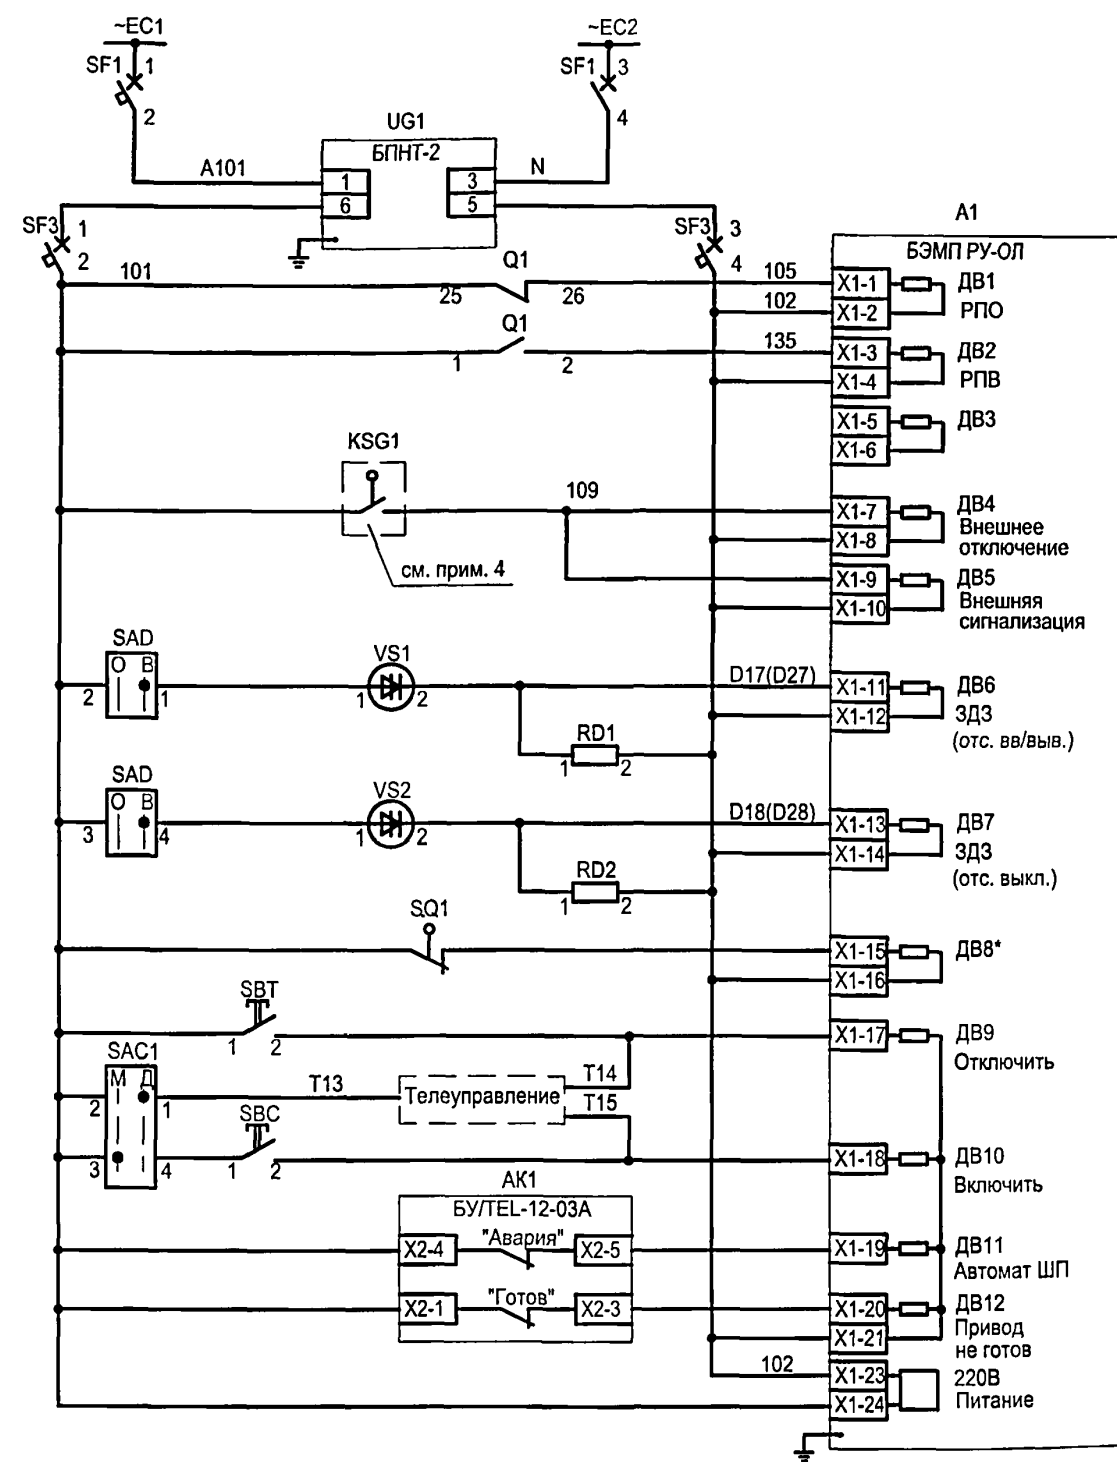 ~EC1
~EC2
SF1 1
2
SF1 3
4
UG1
БПНТ-2
A101
N
1
6
3
5
SF3 1
2
SF3 3
4
A1
БЭМП РУ-ОЛ
101
Q1
25
26
105
X1-1
ДВ1
102
X1-2
РПО
Q1
1
2
135
X1-3
ДВ2
X1-4
РПВ
X1-5
ДВ3
X1-6
KSG1
109
X1-7
ДВ4
X1-8
Внешнее
отключение
см. прим. 4
X1-9
ДВ5
X1-10
Внешняя
сигнализация
SAD
О В
2
1
VS1
1
2
D17(D27)
X1-11
ДВ6
X1-12
ЗДЗ
(отс. вв/выв.)
RD1
1
2
SAD
О В
3
4
VS2
1
2
D18(D28)
X1-13
ДВ7
X1-14
ЗДЗ
(отс. выкл.)
RD2
1
2
SQ1
X1-15
ДВ8*
X1-16
SBT
1
2
X1-17
ДВ9
Отключить
SAC1
М Д
2
1
T13
Телеуправление
T14
T15
3
4
SBC
1
2
X1-18
ДВ10
Включить
AK1
БУ/TEL-12-03А
X2-4
"Авария"
X2-5
X1-19
ДВ11
Автомат ШП
X2-1
"Готов"
X2-3
X1-20
ДВ12
X1-21
Привод
не готов
102
X1-23
220В
X1-24
Питание